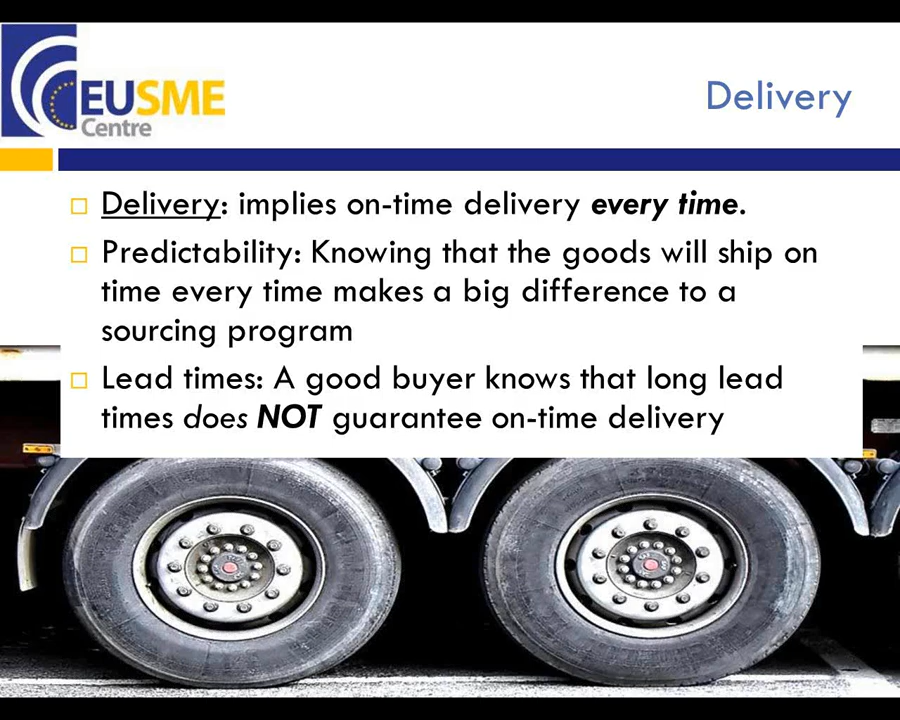 EUSME
Centre
Delivery
Delivery: implies on-time delivery every time.
Predictability: Knowing that the goods will ship on
time every time makes a big difference to a
sourcing program
Lead times: A good buyer knows that long lead
times does NOT guarantee on-time delivery